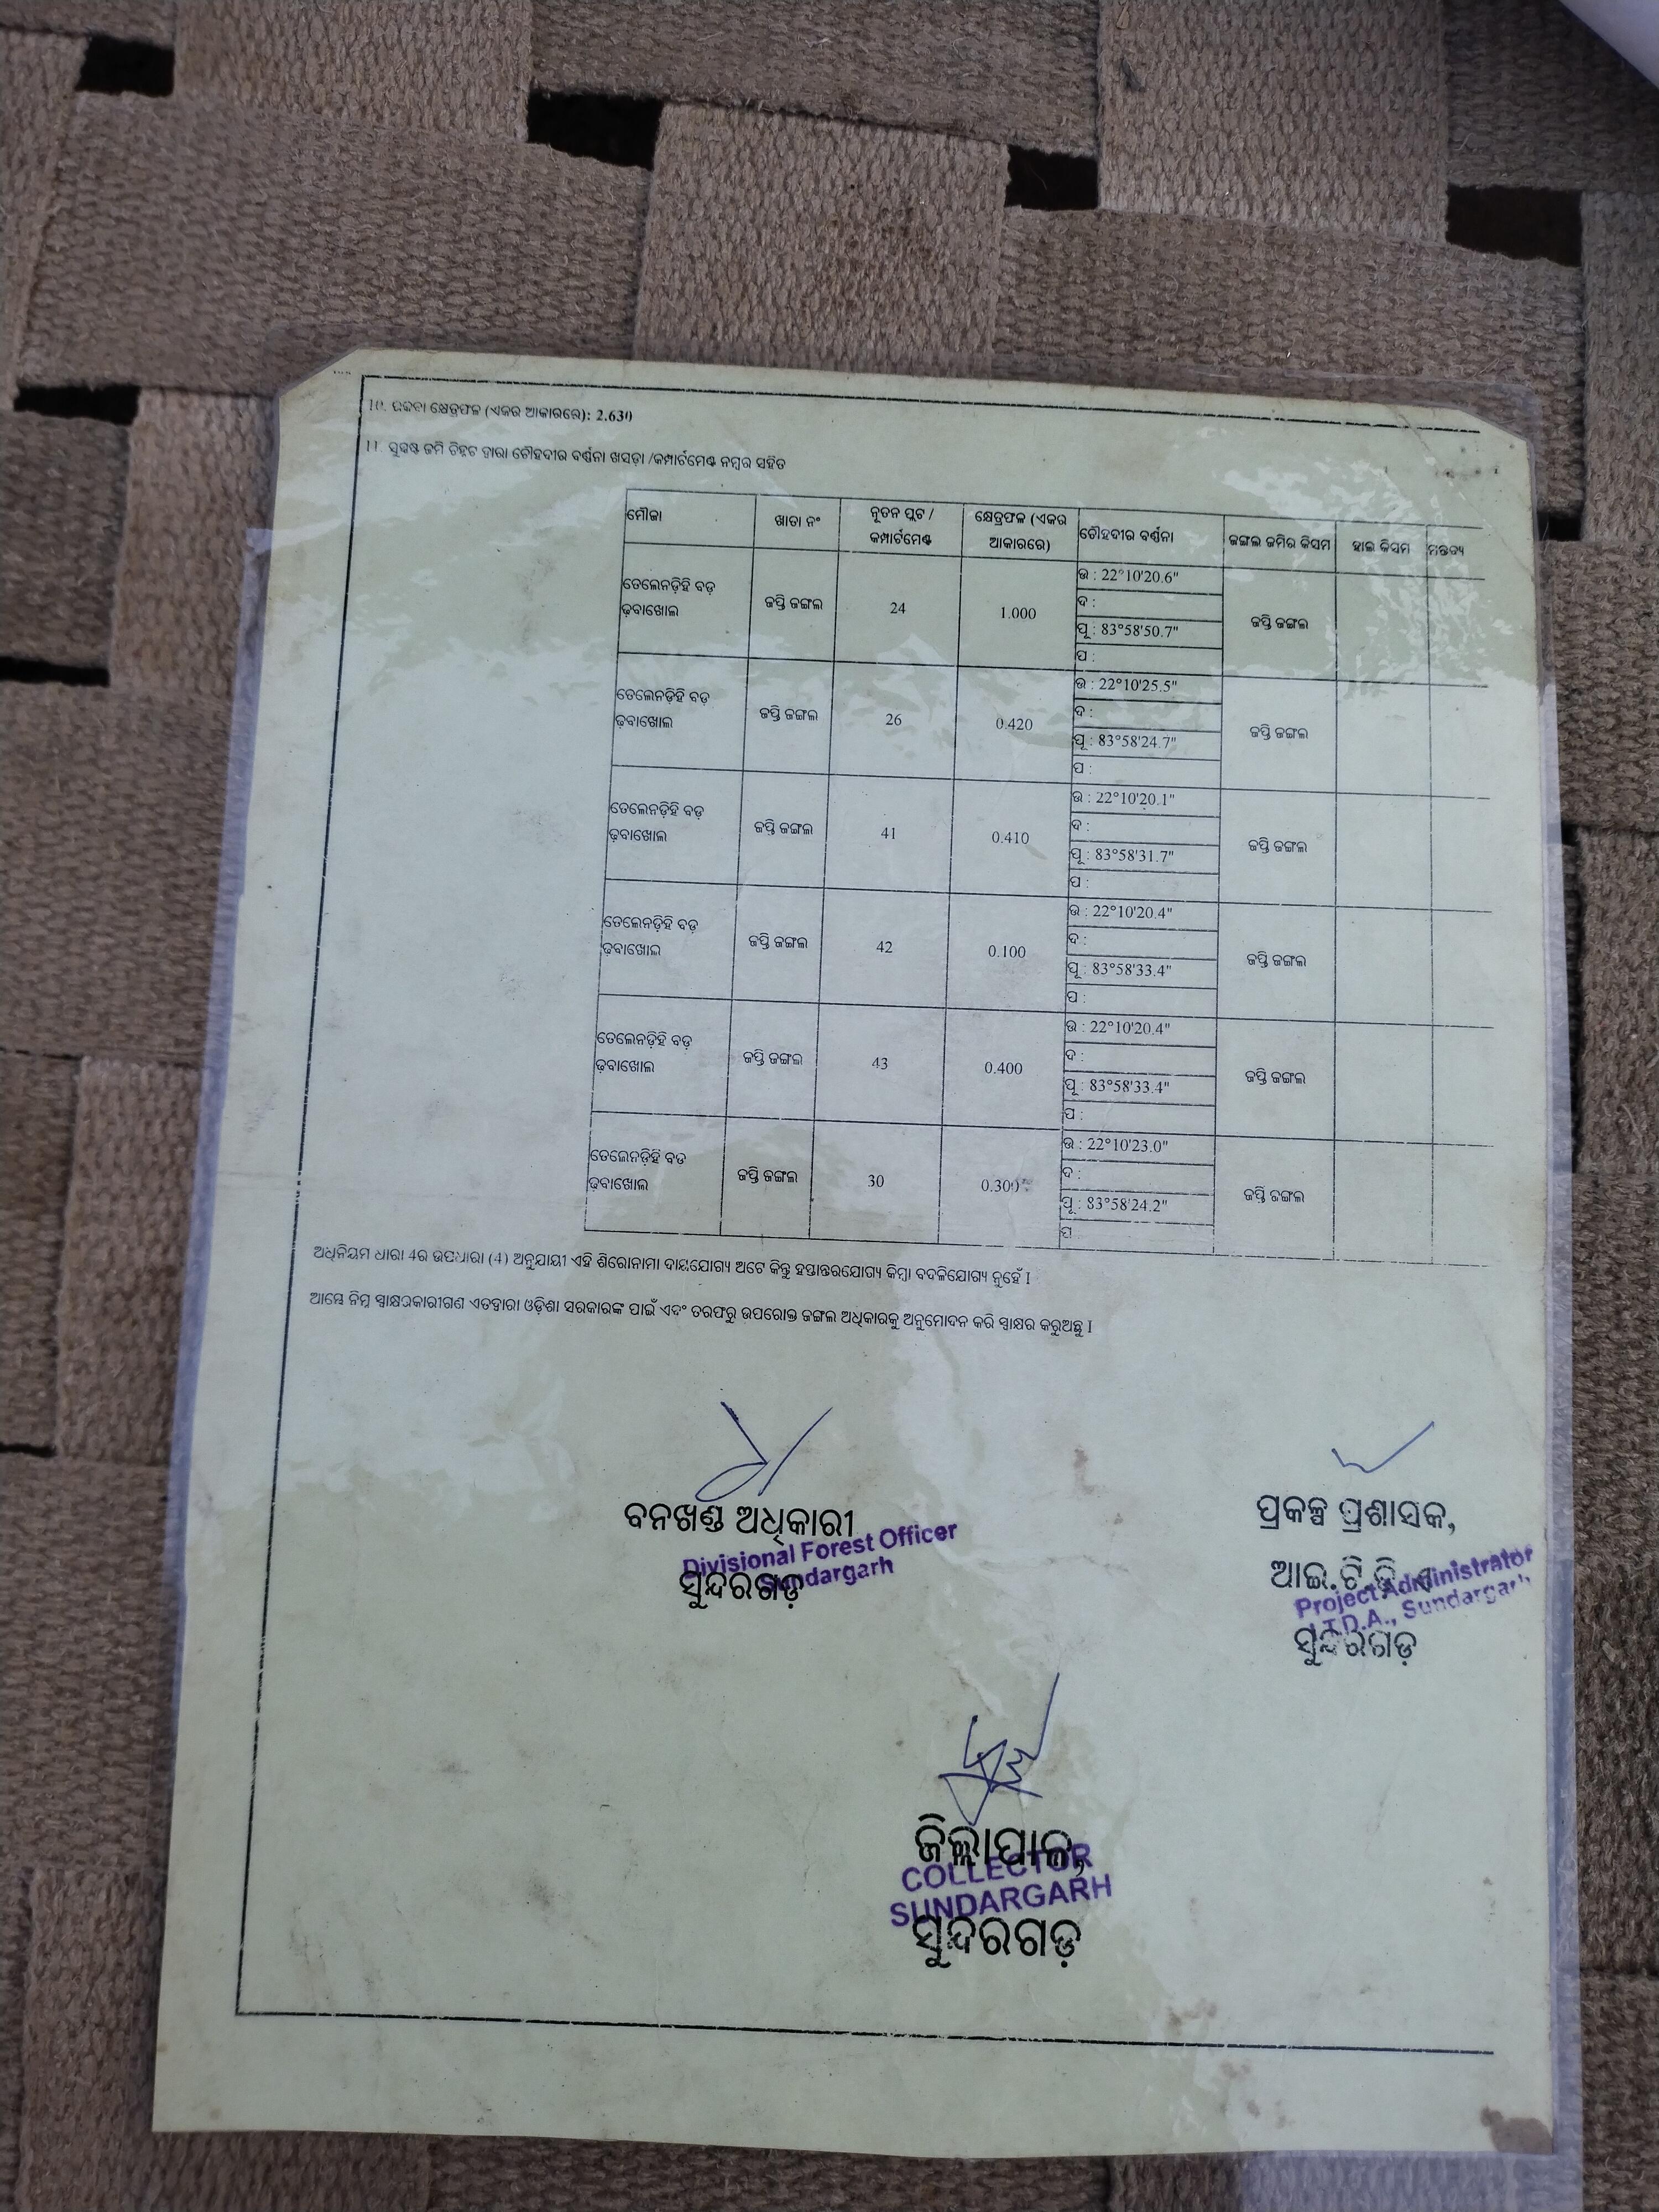 10. ରକବା କ୍ଷେତ୍ରଫଳ (ଏକର ଆକାରରେ): 2.630
11. ସୁସ୍ପଷ୍ଟ ଜମି ଚିହ୍ନଟ ଦ୍ଵାରା ଚୌହଦୀର ବର୍ଣ୍ଣନା ଖସଡ଼ା /କମ୍ପାର୍ଟମେଣ୍ଟ ନମ୍ବର ସହିତ
ମୌଜା ଖାତା ନଂ ନୂତନ ପ୍ଲଟ / କମ୍ପାର୍ଟମେଣ୍ଟ କ୍ଷେତ୍ରଫଳ (ଏକର ଆକାରରେ) ଚୌହଦୀର ବର୍ଣ୍ଣନା ଜଙ୍ଗଲ ଜମିର କିସମ ହାଲ କିସମ ମନ୍ତବ୍ୟ
ତେଲେନଡ଼ିହି ବଡ଼ ଢ଼ବାଖୋଲ ଜପ୍ତି ଜଙ୍ଗଲ 24 1.000 ଉ : 22°10'20.6" ଜପ୍ତି ଜଙ୍ଗଲ
ଦ :
ପୂ : 83°58'50.7"
ପ :
ତେଲେନଡ଼ିହି ବଡ଼ ଢ଼ବାଖୋଲ ଜପ୍ତି ଜଙ୍ଗଲ 26 0.420 ଉ : 22°10'25.5" ଜପ୍ତି ଜଙ୍ଗଲ
ଦ :
ପୂ : 83°58'24.7"
ପ :
ତେଲେନଡ଼ିହି ବଡ଼ ଢ଼ବାଖୋଲ ଜପ୍ତି ଜଙ୍ଗଲ 41 0.410 ଉ : 22°10'20.1" ଜପ୍ତି ଜଙ୍ଗଲ
ଦ :
ପୂ : 83°58'31.7"
ପ :
ତେଲେନଡ଼ିହି ବଡ଼ ଢ଼ବାଖୋଲ ଜପ୍ତି ଜଙ୍ଗଲ 42 0.100 ଉ : 22°10'20.4" ଜପ୍ତି ଜଙ୍ଗଲ
ଦ :
ପୂ : 83°58'33.4"
ପ :
ତେଲେନଡ଼ିହି ବଡ଼ ଢ଼ବାଖୋଲ ଜପ୍ତି ଜଙ୍ଗଲ 43 0.400 ଉ : 22°10'20.4" ଜପ୍ତି ଜଙ୍ଗଲ
ଦ :
ପୂ : 83°58'33.4"
ପ :
ତେଲେନଡ଼ିହି ବଡ଼ ଢ଼ବାଖୋଲ ଜପ୍ତି ଜଙ୍ଗଲ 30 0.300 ଉ : 22°10'23.0" ଜପ୍ତି ଜଙ୍ଗଲ
ଦ :
ପୂ : 83°58'24.2"
ପ
ଅଧିନିୟମ ଧାରା 4ର ଉପଧାରା (4) ଅନୁଯାୟୀ ଏହି ଶିରୋନାମା ଦାୟଯୋଗ୍ୟ ଅଟେ କିନ୍ତୁ ହସ୍ତାନ୍ତରଯୋଗ୍ୟ କିମ୍ବା ବଦଳିଯୋଗ୍ୟ ନୁହେଁ I
ଆମ୍ଭେ ନିମ୍ନ ସ୍ୱାକ୍ଷରକାରୀଗଣ ଏତଦ୍ୱାରା ଓଡ଼ିଶା ସରକାରଙ୍କ ପାଇଁ ଏବଂ ତରଫରୁ ଉପରୋକ୍ତ ଜଙ୍ଗଲ ଅଧିକାରକୁ ଅନୁମୋଦନ କରି ସ୍ୱାକ୍ଷର କରୁଅଛୁ I
ବନଖଣ୍ଡ ଅଧିକାରୀ
Divisional Forest Officer
Sundargarh
ସୁନ୍ଦରଗଡ଼
ପ୍ରକଳ୍ପ ପ୍ରଶାସକ,
ଆଇ.ଟି.ଡି.ଏ
Project Administrator
I.T.D.A., Sundargarh
ସୁନ୍ଦରଗଡ଼
ଜିଲ୍ଲାପାଳ,
COLLECTOR
SUNDARGARH
ସୁନ୍ଦରଗଡ଼